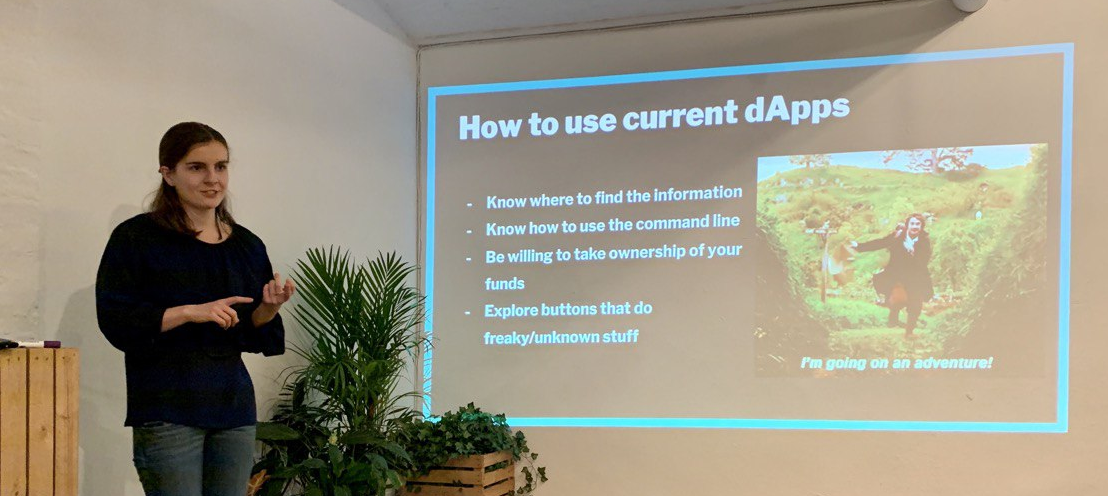 How to use current dApps
- Know where to find the information
- Know how to use the command line
- Be willing to take ownership of your
funds
- Explore buttons that do
freaky/unknown stuff
I'm going on an adventure!